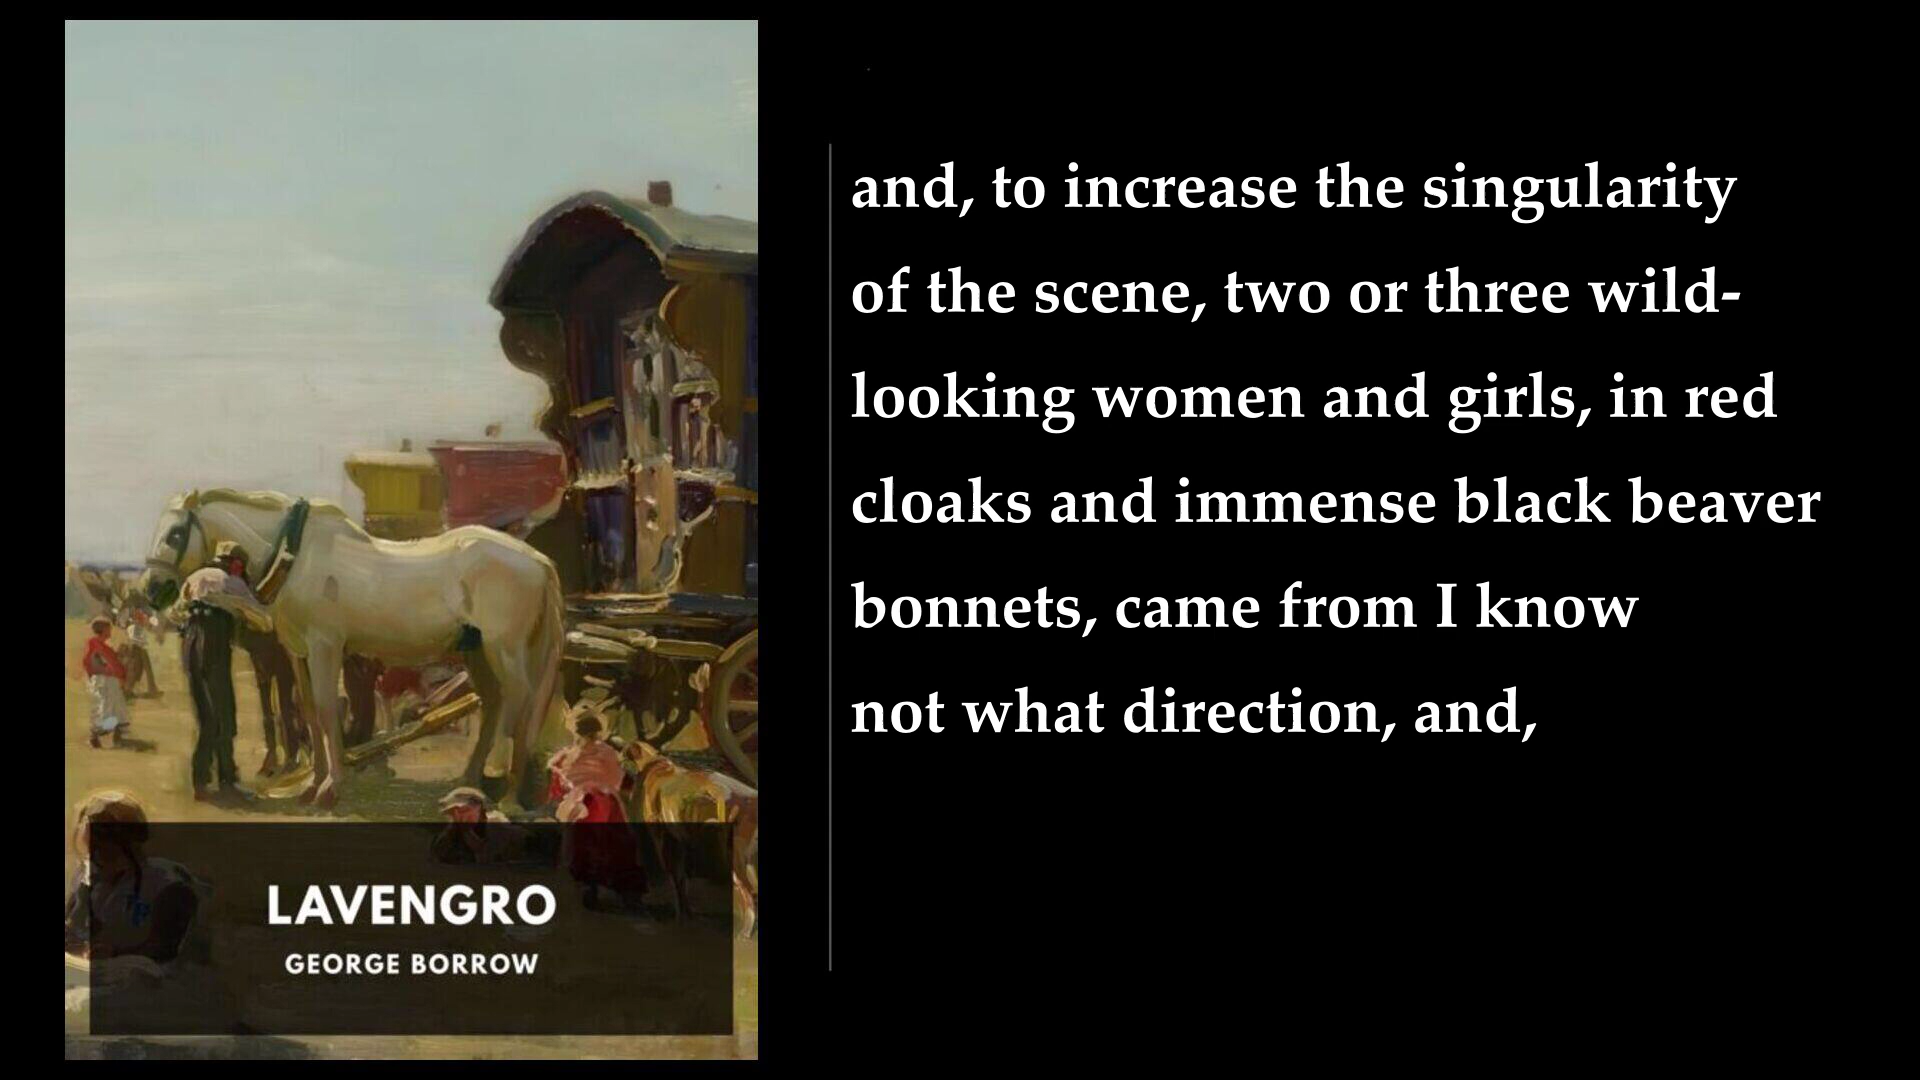 and, to increase the singularity
of the scene, two or three wild-
looking women and girls, in red
cloaks and immense black beaver
bonnets, came from I know
not what direction, and,
LAVENGRO
GEORGE BORROW